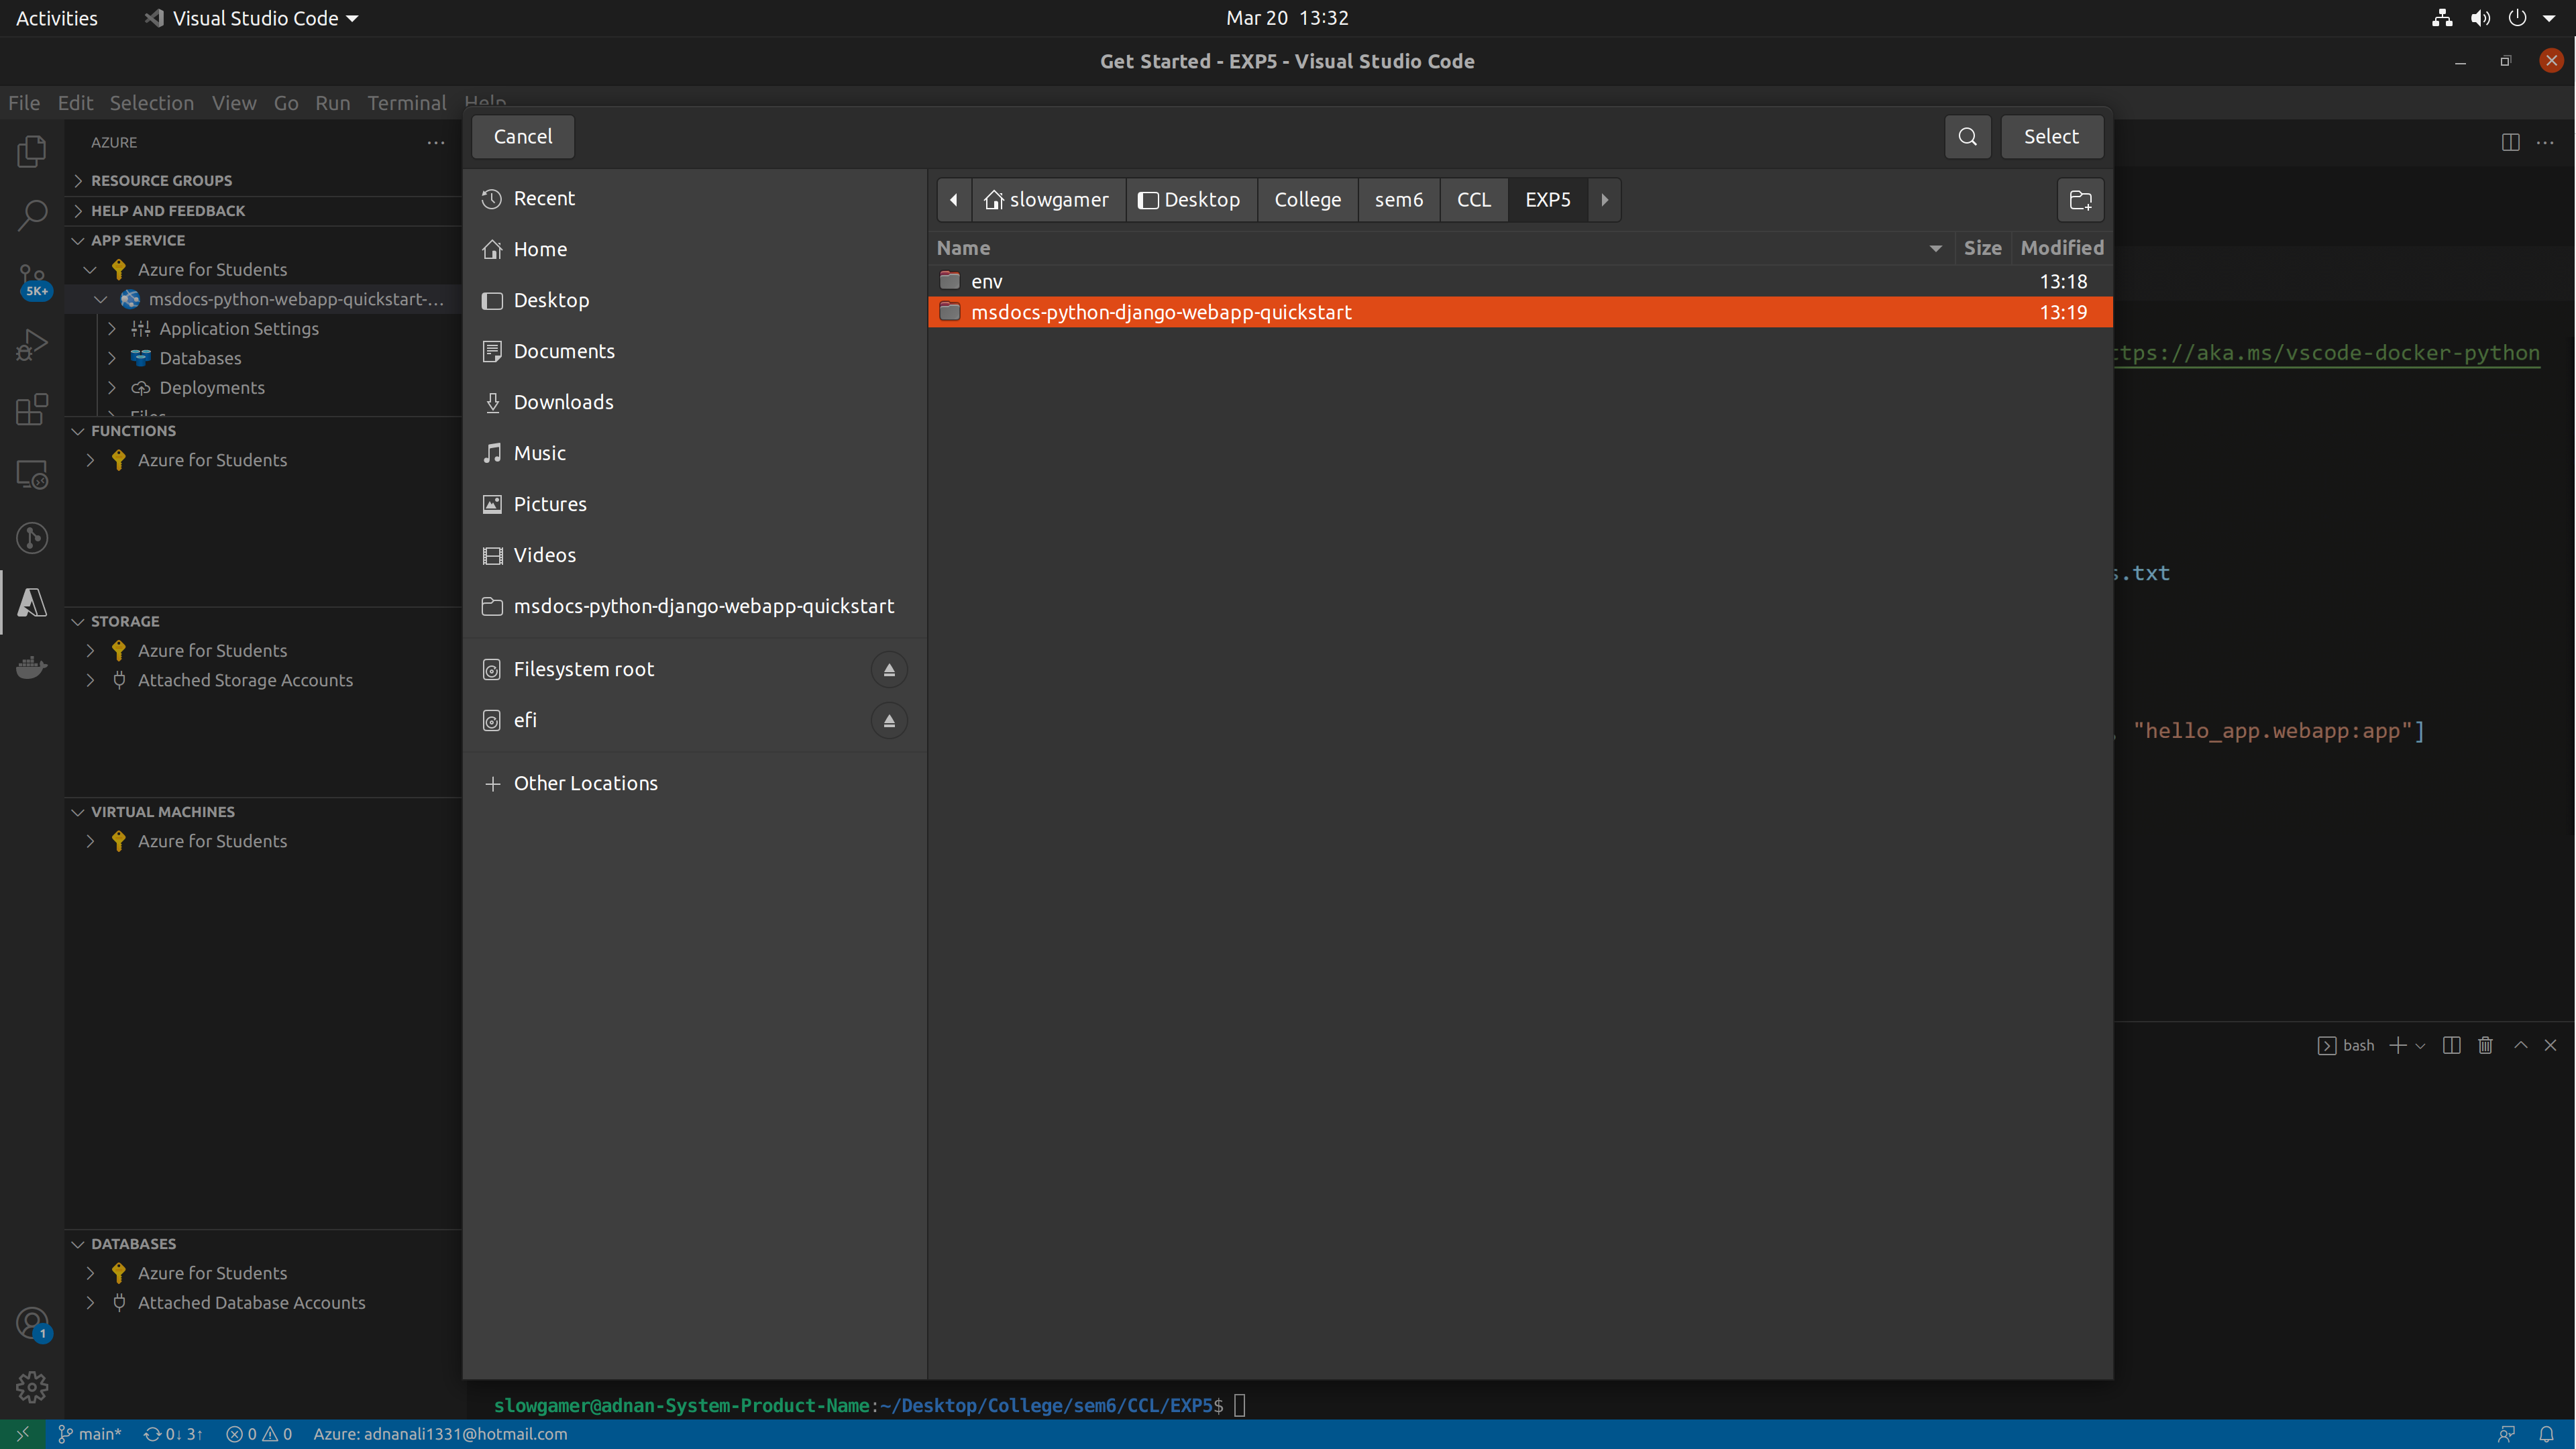 Activities
Visual Studio Code
Mar 20 13:32
Get Started - EXP5 - Visual Studio Code
File Edit Selection View Go Run Terminal Help
AZURE
RESOURCE GROUPS
HELP AND FEEDBACK
APP SERVICE
Azure for Students
msdocs-python-webapp-quickstart-...
Application Settings
Databases
Deployments
Files
FUNCTIONS
Azure for Students
STORAGE
Azure for Students
Attached Storage Accounts
VIRTUAL MACHINES
Azure for Students
DATABASES
Azure for Students
Attached Database Accounts
5K+
1
Cancel
Select
Recent
Home
Desktop
Documents
Downloads
Music
Pictures
Videos
msdocs-python-django-webapp-quickstart
Filesystem root
efi
Other Locations
slowgamer Desktop College sem6 CCL EXP5
Name Size Modified
env 13:18
msdocs-python-django-webapp-quickstart 13:19
ttps://aka.ms/vscode-docker-python
s.txt
, "hello_app.webapp:app"]
bash
slowgamer@adnan-System-Product-Name:~/Desktop/College/sem6/CCL/EXP5$
main* 0↓ 3↑ 0 0 Azure: adnanali1331@hotmail.com